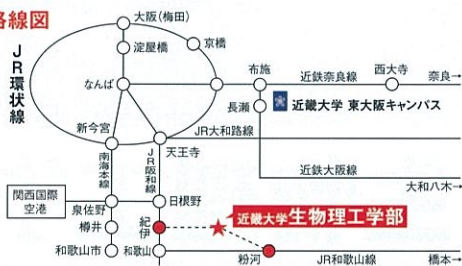 路線図
大阪(梅田)
JR環状線
淀屋橋
京橋
なんば
布施
近鉄奈良線
西大寺
奈良→
長瀬
近畿大学 東大阪キャンパス
新今宮
JR大和路線
天王寺
南海本線
JR阪和線
近鉄大阪線
大和八木→
関西国際
空港
泉佐野
日根野
紀伊
近畿大学生物理工学部
樽井
和歌山市
和歌山
粉河
JR和歌山線
橋本→